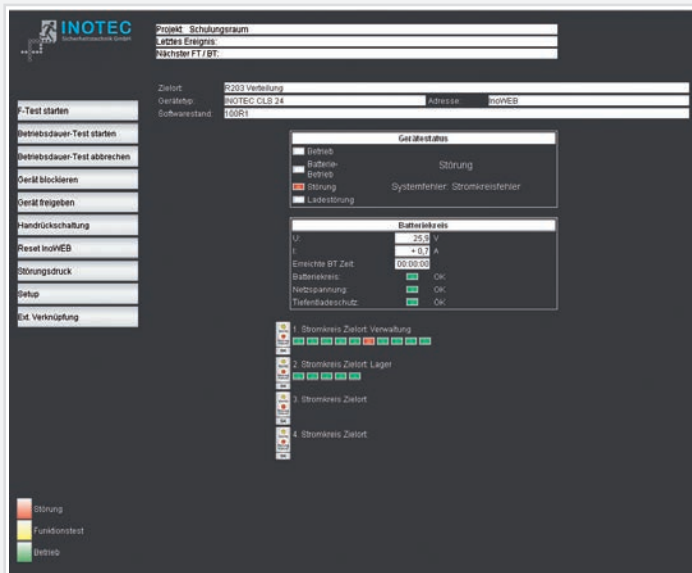 INOTEC
Sicherheitstechnik GmbH
Projekt: Schulungsraum
Letztes Ereignis:
Nächster FT / BT:
Zielort: R203 Verteilung
Gerätetyp: INOTEC CLS 24 Adresse: InoWEB
Softwarestand: 100R1
F-Test starten
Betriebsdauer-Test starten
Betriebsdauer-Test abbrechen
Gerät blockieren
Gerät freigeben
Handrückschaltung
Reset InoWEB
Störungsdruck
Setup
Ext. Verknüpfung
Gerätestatus
Betrieb
Batterie-
Betrieb
Störung
Störung
Systemfehler: Stromkreisfehler
Ladestörung
Batteriekreis
U: 25,9 V
I: + 0,7 A
Erreichte BT Zeit: 00:00:00
Batteriekreis: OK
Netzspannung: OK
Tiefentladeschutz: OK
1. Stromkreis Zielort: Verwaltung
2. Stromkreis Zielort: Lager
3. Stromkreis Zielort:
4. Stromkreis Zielort:
Störung
Funktionstest
Betrieb